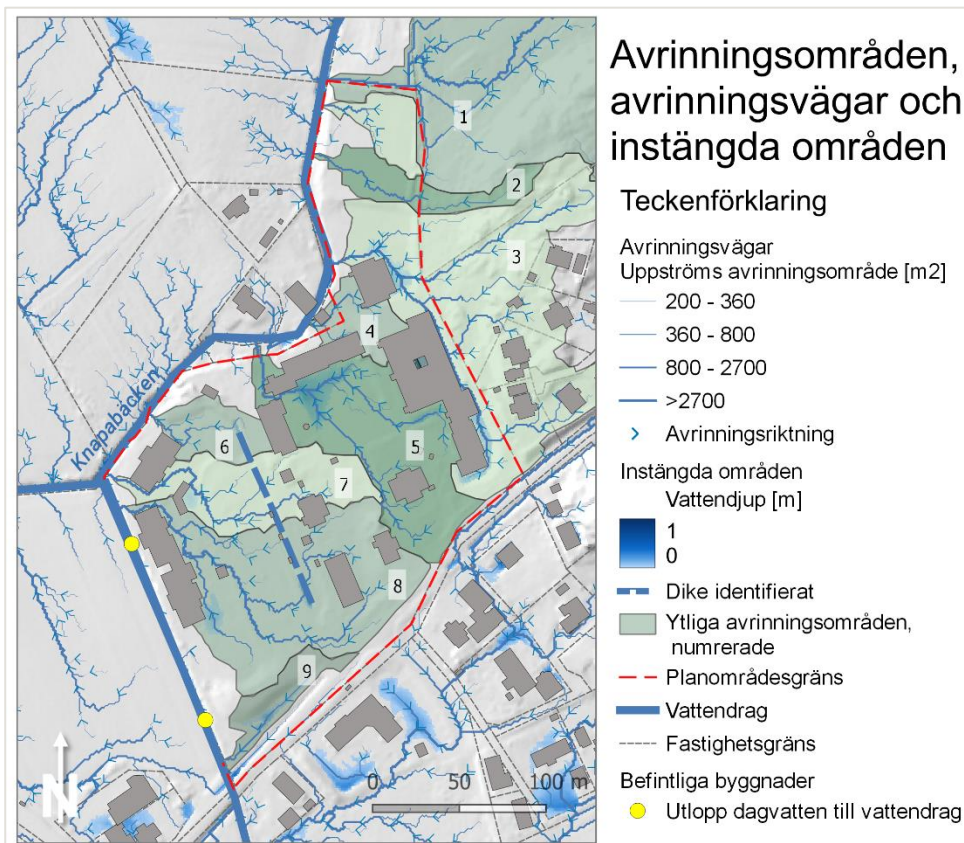 Avrinningsområden,
avrinningsvägar och
instängda områden
Teckenförklaring
Avrinningsvägar
Uppströms avrinningsområde [m2]
200 - 360
360 - 800
800 - 2700
>2700
Avrinningsriktning
Instängda områden
Vattendjup [m]
1
0
Dike identifierat
Ytliga avrinningsområden,
numrerade
Planområdesgräns
Vattendrag
Fastighetsgräns
Befintliga byggnader
Utlopp dagvatten till vattendrag
1
2
3
4
5
6
7
8
9
Knapabäcken
N
0 50 100 m